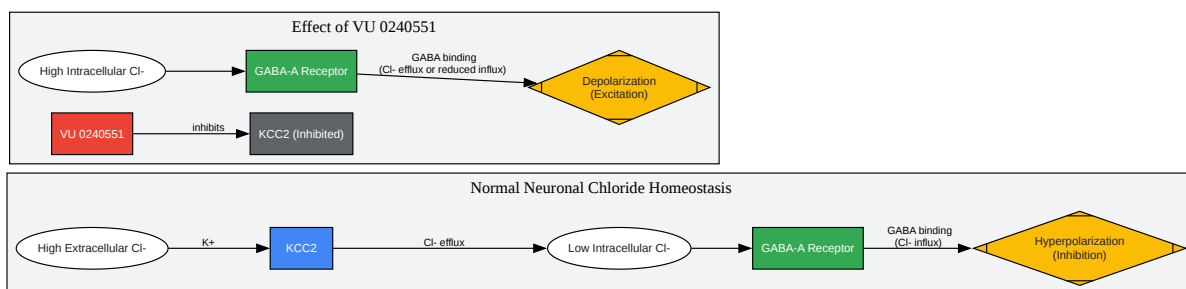 Effect of VU 0240551
High Intracellular Cl-
GABA-A Receptor
GABA binding
(Cl- efflux or reduced influx)
Depolarization
(Excitation)
VU 0240551
inhibits
KCC2 (Inhibited)
Normal Neuronal Chloride Homeostasis
High Extracellular Cl-
K+
KCC2
Cl- efflux
Low Intracellular Cl-
GABA-A Receptor
GABA binding
(Cl- influx)
Hyperpolarization
(Inhibition)